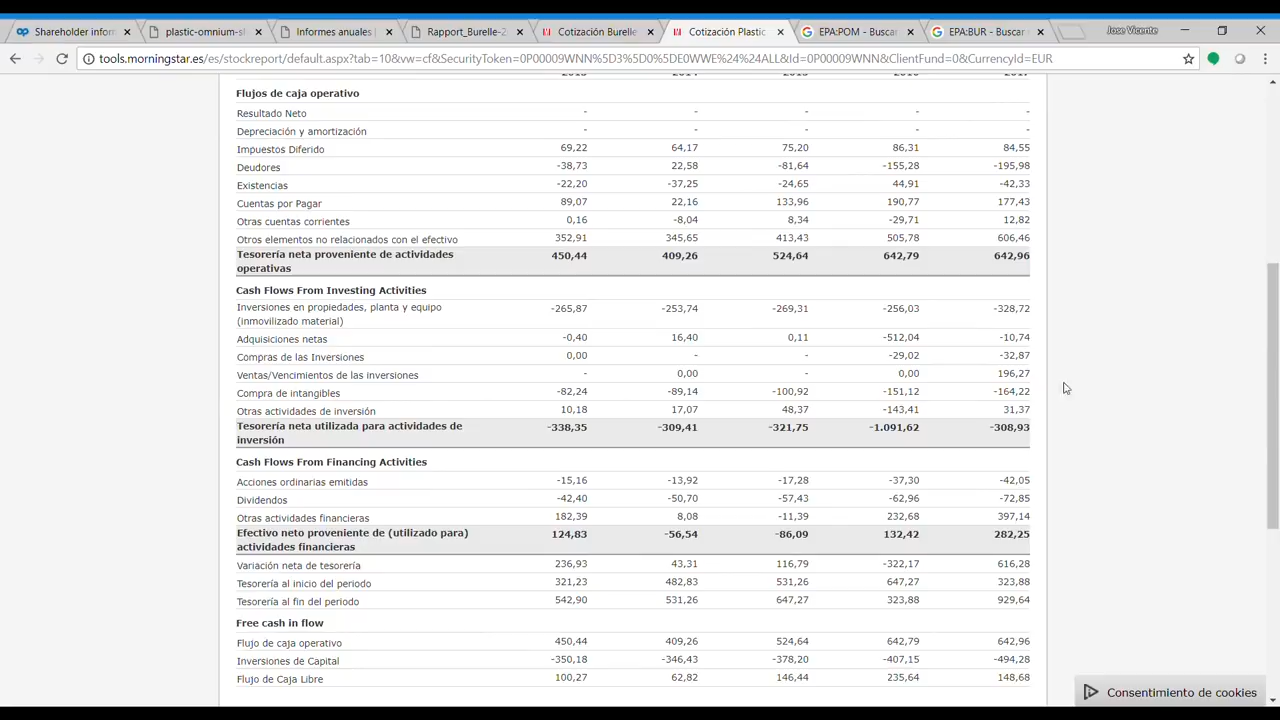 Shareholder infor
plastic-omnium-sl
Informes anuales
Rapport_Burelle-2
Cotización Burelle
Cotización Plastic
EPA:POM - Buscar
EPA:BUR - Buscar
Jose Vicente
tools.morningstar.es/es/stockreport/default.aspx?tab=10&vw=cf&SecurityToken=0P00009WNN%5D3%5D0%5DE0WWE%24%24ALL&Id=0P00009WNN&ClientFund=0&CurrencyId=EUR
Flujos de caja operativo
Resultado Neto - - - - -
Depreciación y amortización - - - - -
Impuestos Diferido 69,22 64,17 75,20 86,31 84,55
Deudores -38,73 22,58 -81,64 -155,28 -195,98
Existencias -22,20 -37,25 -24,65 44,91 -42,33
Cuentas por Pagar 89,07 22,16 133,96 190,77 177,43
Otras cuentas corrientes 0,16 -8,04 8,34 -29,71 12,82
Otros elementos no relacionados con el efectivo 352,91 345,65 413,43 505,78 606,46
Tesorería neta proveniente de actividades 450,44 409,26 524,64 642,79 642,96
operativas
Cash Flows From Investing Activities
Inversiones en propiedades, planta y equipo -265,87 -253,74 -269,31 -256,03 -328,72
(inmovilizado material)
Adquisiciones netas -0,40 16,40 0,11 -512,04 -10,74
Compras de las Inversiones 0,00 - - -29,02 -32,87
Ventas/Vencimientos de las inversiones - 0,00 - 0,00 196,27
Compra de intangibles -82,24 -89,14 -100,92 -151,12 -164,22
Otras actividades de inversión 10,18 17,07 48,37 -143,41 31,37
Tesorería neta utilizada para actividades de -338,35 -309,41 -321,75 -1.091,62 -308,93
inversión
Cash Flows From Financing Activities
Acciones ordinarias emitidas -15,16 -13,92 -17,28 -37,30 -42,05
Dividendos -42,40 -50,70 -57,43 -62,96 -72,85
Otras actividades financieras 182,39 8,08 -11,39 232,68 397,14
Efectivo neto proveniente de (utilizado para) 124,83 -56,54 -86,09 132,42 282,25
actividades financieras
Variación neta de tesorería 236,93 43,31 116,79 -322,17 616,28
Tesorería al inicio del periodo 321,23 482,83 531,26 647,27 323,88
Tesorería al fin del periodo 542,90 531,26 647,27 323,88 929,64
Free cash in flow
Flujo de caja operativo 450,44 409,26 524,64 642,79 642,96
Inversiones de Capital -350,18 -346,43 -378,20 -407,15 -494,28
Flujo de Caja Libre 100,27 62,82 146,44 235,64 148,68
Consentimiento de cookies